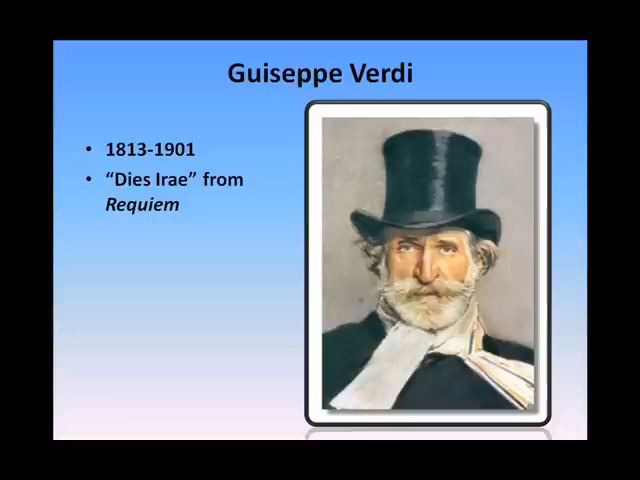 Guiseppe Verdi
• 1813-1901
• “Dies Irae” from
Requiem